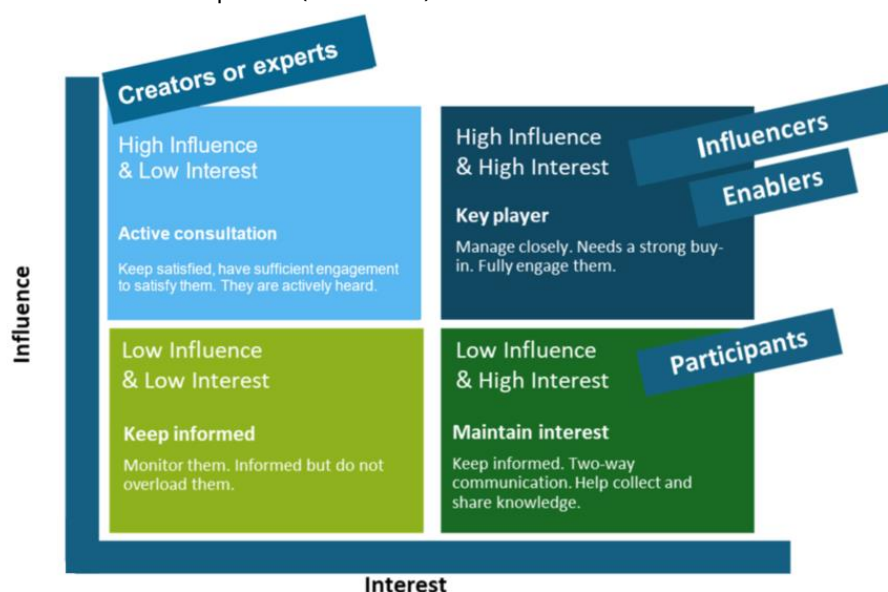 Creators or experts
High Influence
& Low Interest
Active consultation
Keep satisfied, have sufficient engagement
to satisfy them. They are actively heard.
High Influence
& High Interest
Influencers
Enablers
Key player
Manage closely. Needs a strong buy-
in. Fully engage them.
Influence
Low Influence
& Low Interest
Keep informed
Monitor them. Informed but do not
overload them.
Low Influence
& High Interest
Participants
Maintain interest
Keep informed. Two-way
communication. Help collect and
share knowledge.
Interest